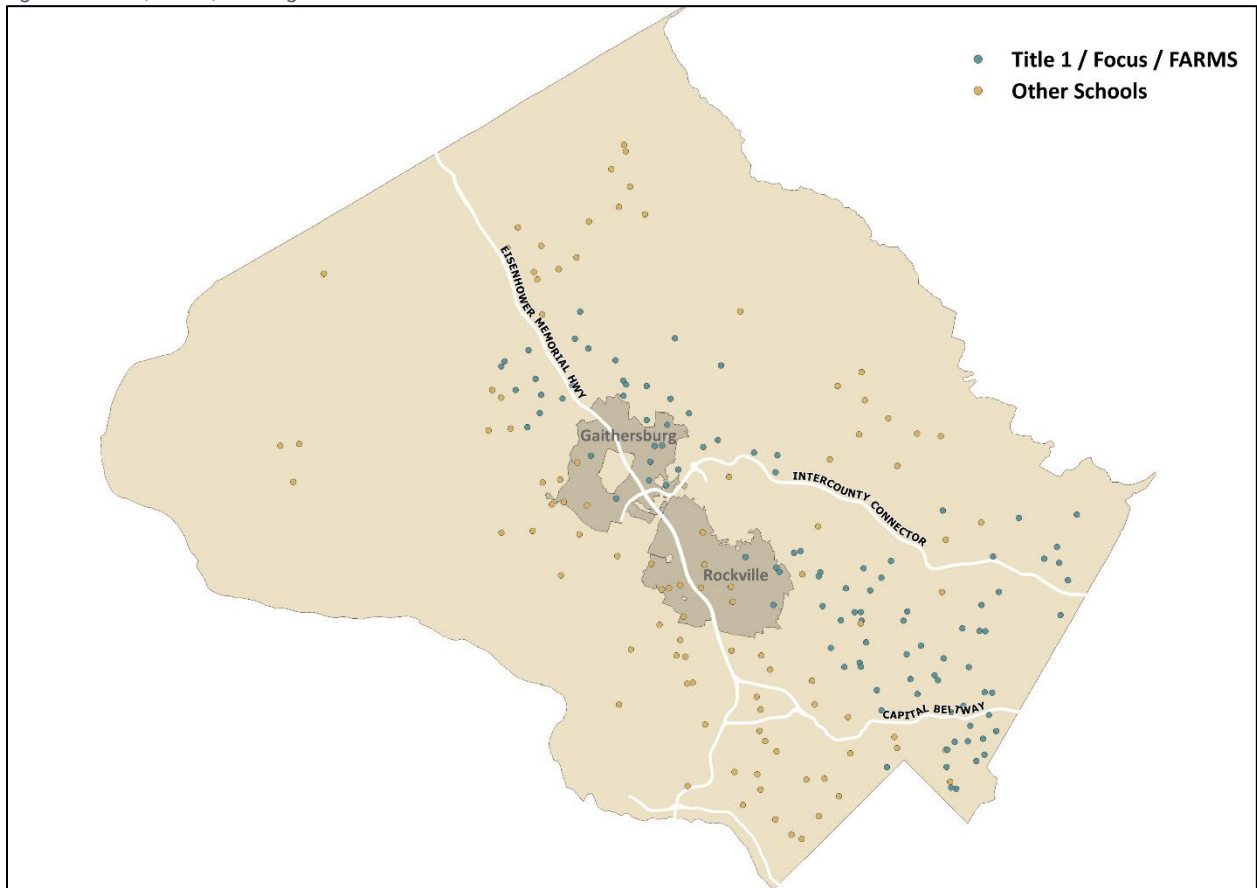 Title 1 / Focus / FARMS
Other Schools
EISENHOWER MEMORIAL HWY
Gaithersburg
INTERCOUNTY CONNECTOR
Rockville
CAPITAL BELTWAY